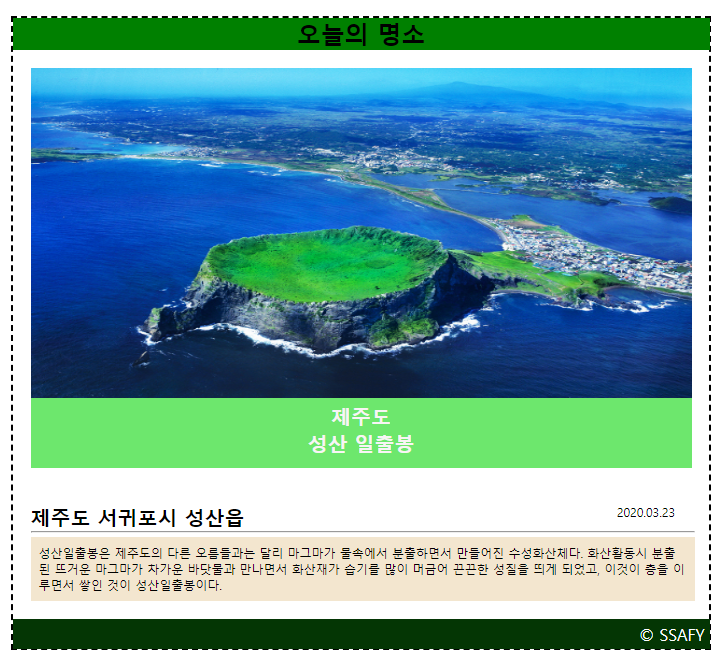 오늘의 명소
제주도
성산 일출봉
제주도 서귀포시 성산읍
2020.03.23
성산일출봉은 제주도의 다른 오름들과는 달리 마그마가 물속에서 분출하면서 만들어진 수성화산체다. 화산활동시 분출
된 뜨거운 마그마가 차가운 바닷물과 만나면서 화산재가 습기를 많이 머금어 끈끈한 성질을 띄게 되었고, 이것이 층을 이
루면서 쌓인 것이 성산일출봉이다.
© SSAFY